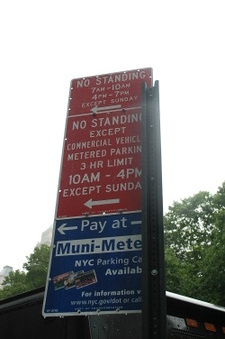 NO STANDING
7AM-10AM
4PM-7PM
EXCEPT SUNDAY
NO STANDING
EXCEPT
COMMERCIAL VEHICL
METERED PARKIN
3 HR LIMIT
10AM - 4PM
EXCEPT SUNDA
Pay at
Muni-Mete
NYC Parking Ca
Availab
For information v
www.nyc.gov/dot or call